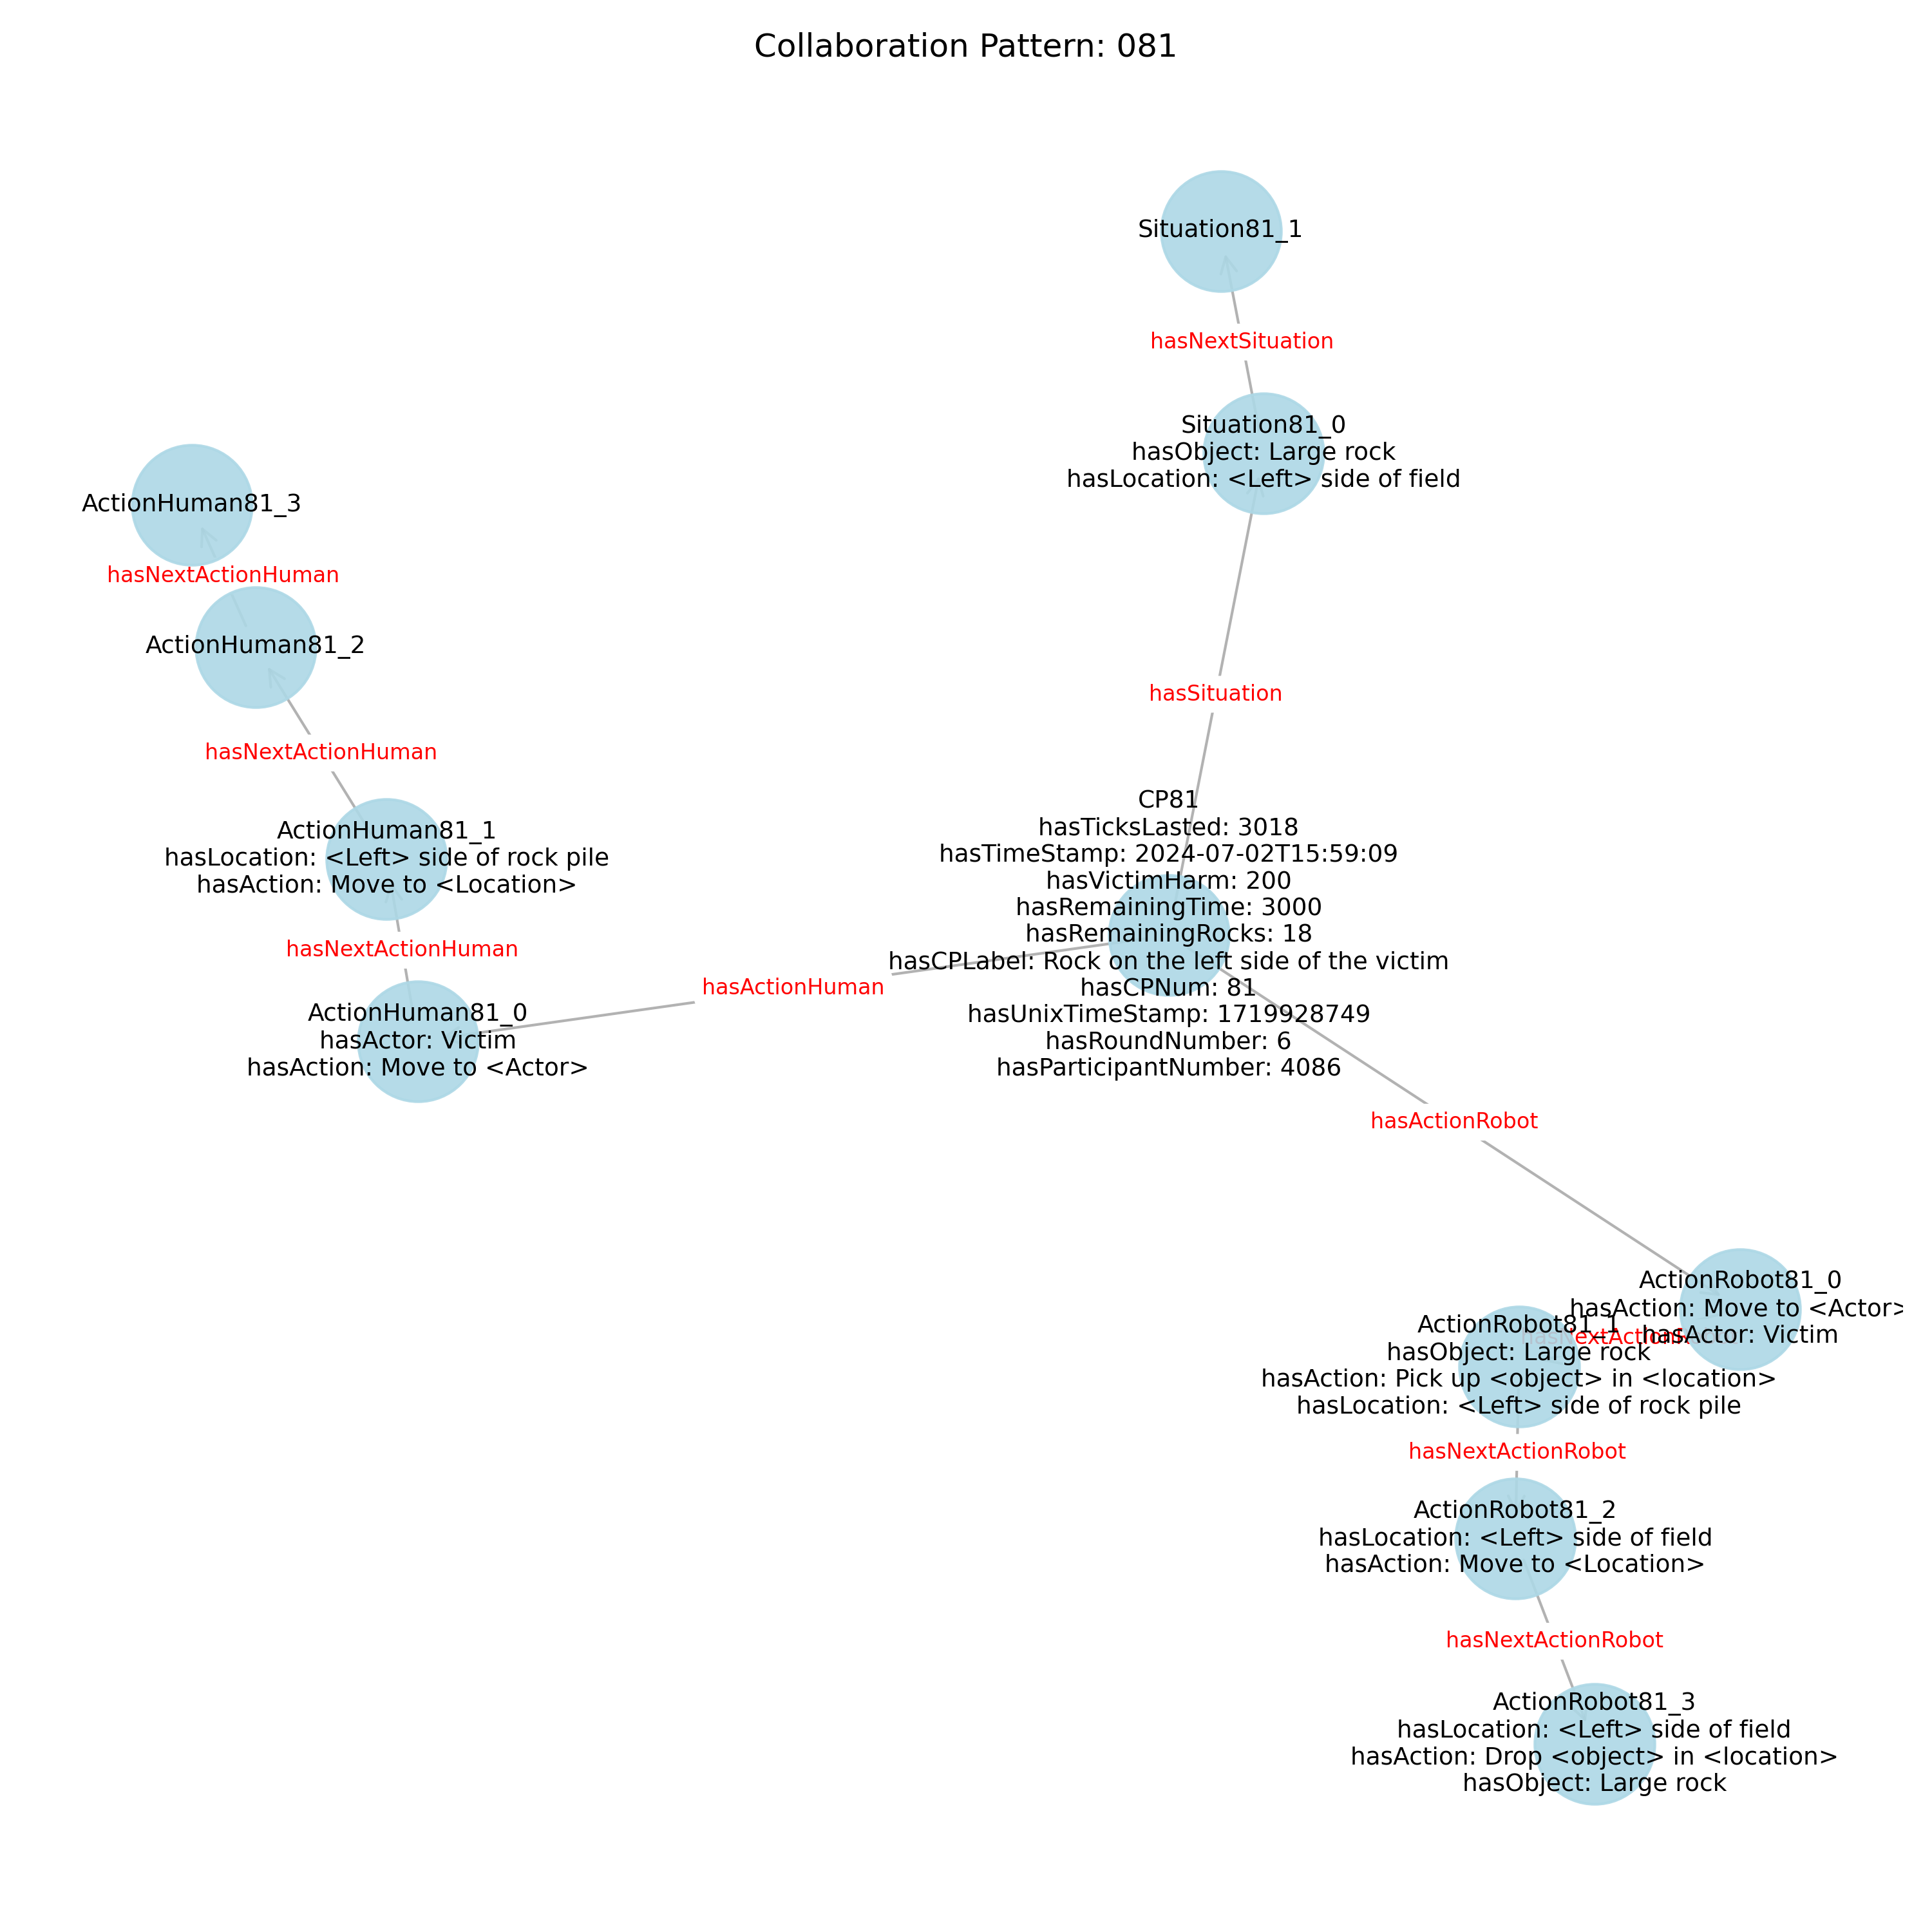 Collaboration Pattern: 081
Situation81_1
hasNextSituation
Situation81_0
hasObject: Large rock
hasLocation: <Left> side of field
ActionHuman81_3
hasNextActionHuman
ActionHuman81_2
hasSituation
hasNextActionHuman
CP81
hasTicksLasted: 3018
hasTimeStamp: 2024-07-02T15:59:09
hasVictimHarm: 200
hasRemainingTime: 3000
hasRemainingRocks: 18
hasCPLabel: Rock on the left side of the victim
hasCPNum: 81
hasUnixTimeStamp: 1719928749
hasRoundNumber: 6
hasParticipantNumber: 4086
ActionHuman81_1
hasLocation: <Left> side of rock pile
hasAction: Move to <Location>
hasNextActionHuman
hasActionHuman
ActionHuman81_0
hasActor: Victim
hasAction: Move to <Actor>
hasActionRobot
ActionRobot81_0
hasAction: Move to <Actor>
hasActor: Victim
ActionRobot81_1
hasObject: Large rock
hasAction: Pick up <object> in <location>
hasLocation: <Left> side of rock pile
hasNextActionRobot
ActionRobot81_2
hasLocation: <Left> side of field
hasAction: Move to <Location>
hasNextActionRobot
ActionRobot81_3
hasLocation: <Left> side of field
hasAction: Drop <object> in <location>
hasObject: Large rock